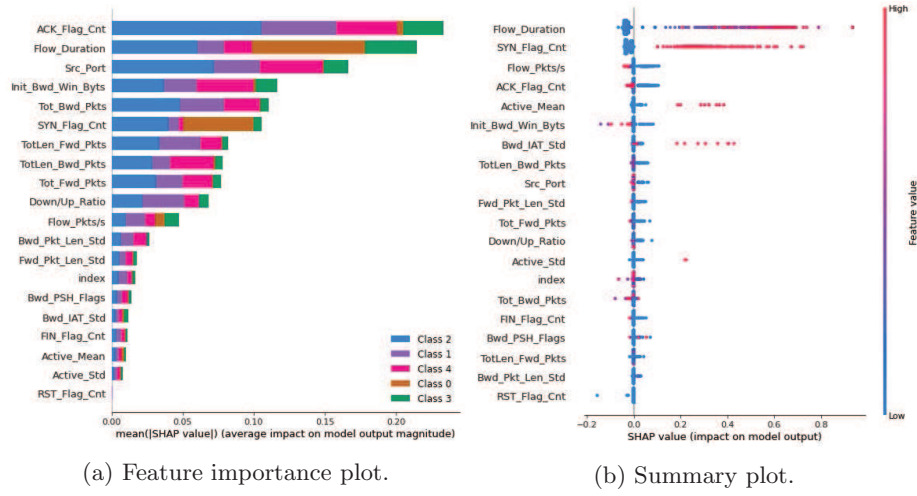 ACK_Flag_Cnt
Flow_Duration
Src_Port
Init_Bwd_Win_Byts
Tot_Bwd_Pkts
SYN_Flag_Cnt
TotLen_Fwd_Pkts
TotLen_Bwd_Pkts
Tot_Fwd_Pkts
Down/Up_Ratio
Flow_Pkts/s
Bwd_Pkt_Len_Std
Fwd_Pkt_Len_Std
index
Bwd_PSH_Flags
Bwd_IAT_Std
FIN_Flag_Cnt
Active_Mean
Active_Std
RST_Flag_Cnt
Class 2
Class 1
Class 4
Class 0
Class 3
0.00 0.05 0.10 0.15 0.20
mean(|SHAP value|) (average impact on model output magnitude)
(a) Feature importance plot.
High
Flow_Duration
SYN_Flag_Cnt
Flow_Pkts/s
ACK_Flag_Cnt
Active_Mean
Init_Bwd_Win_Byts
Bwd_IAT_Std
TotLen_Bwd_Pkts
Src_Port
Fwd_Pkt_Len_Std
Tot_Fwd_Pkts
Down/Up_Ratio
Active_Std
index
Tot_Bwd_Pkts
FIN_Flag_Cnt
Bwd_PSH_Flags
TotLen_Fwd_Pkts
Bwd_Pkt_Len_Std
RST_Flag_Cnt
Feature value
Low
−0.2 0.0 0.2 0.4 0.6 0.8
SHAP value (impact on model output)
(b) Summary plot.